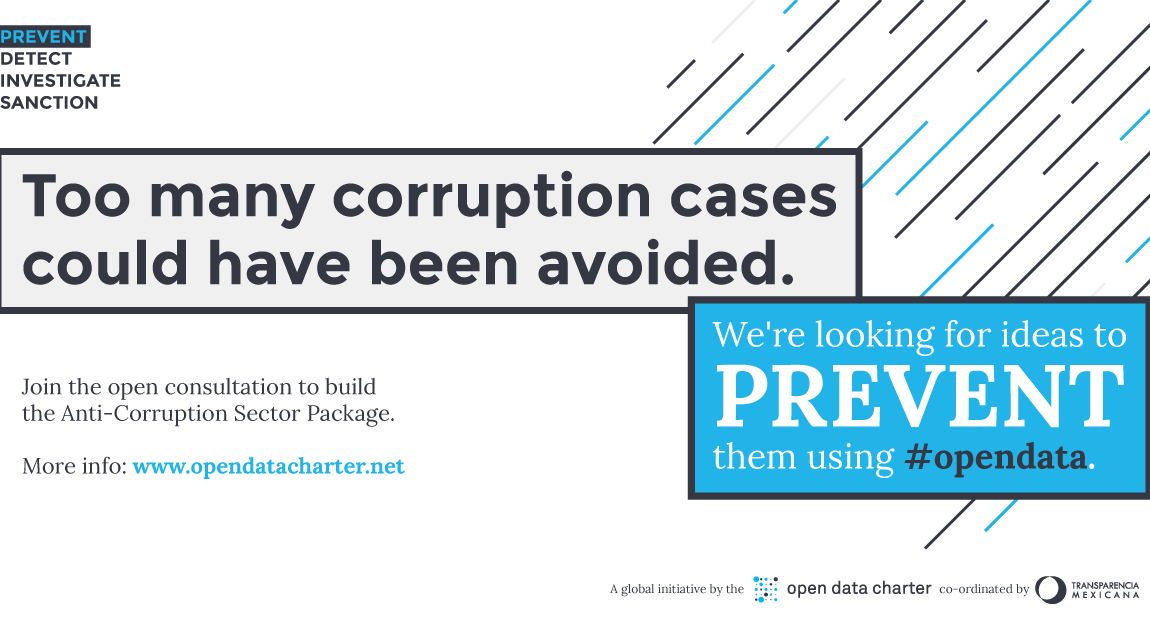 PREVENT
DETECT
INVESTIGATE
SANCTION
Too many corruption cases
could have been avoided.
We're looking for ideas to
PREVENT
them using #opendata.
Join the open consultation to build
the Anti-Corruption Sector Package.
More info: www.opendatacharter.net
A global initiative by the open data charter co-ordinated by TRANSPARENCIA
MEXICANA